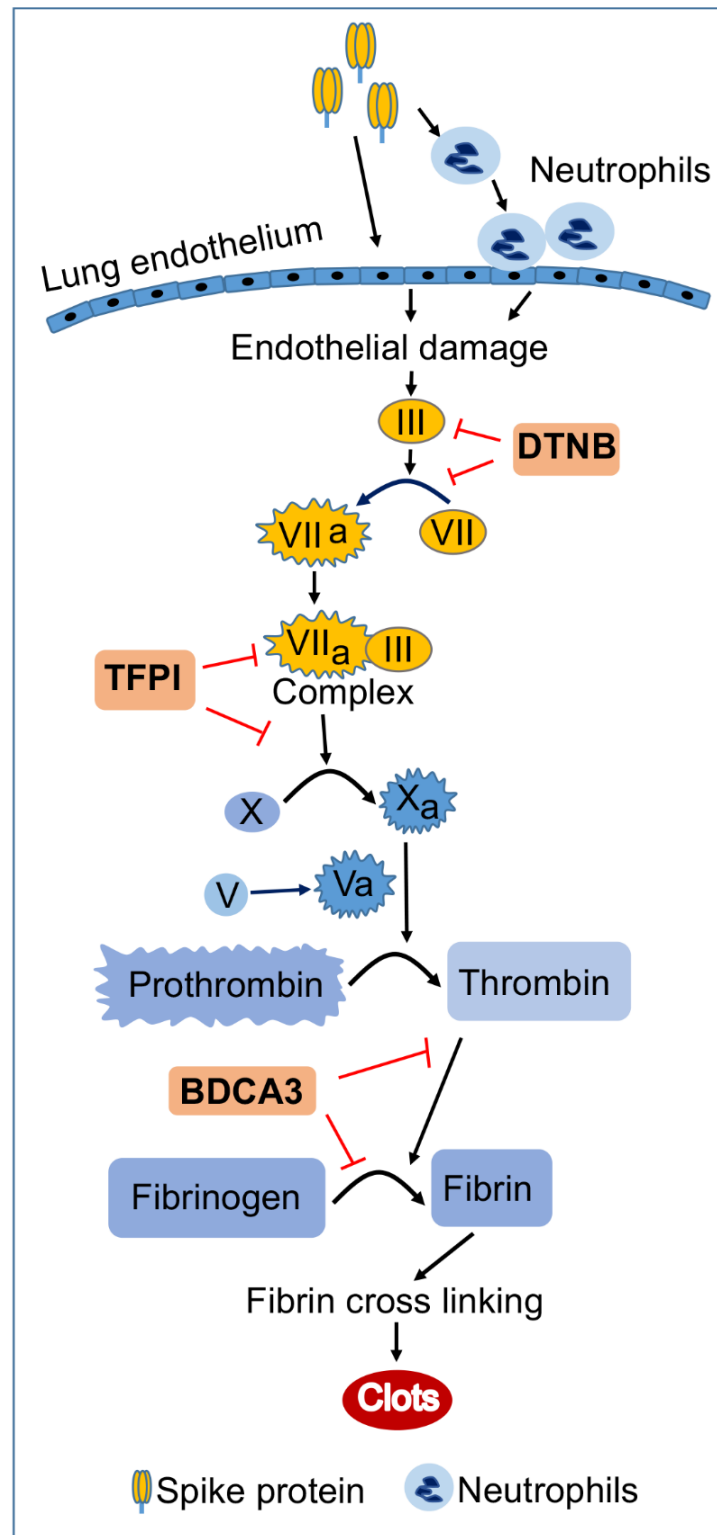 Neutrophils
Lung endothelium
Endothelial damage
III
DTNB
VII a
VII
VIIa
III
TFPI
Complex
X
Xa
V
Va
Prothrombin
Thrombin
BDCA3
Fibrinogen
Fibrin
Fibrin cross linking
Clots
Spike protein
Neutrophils